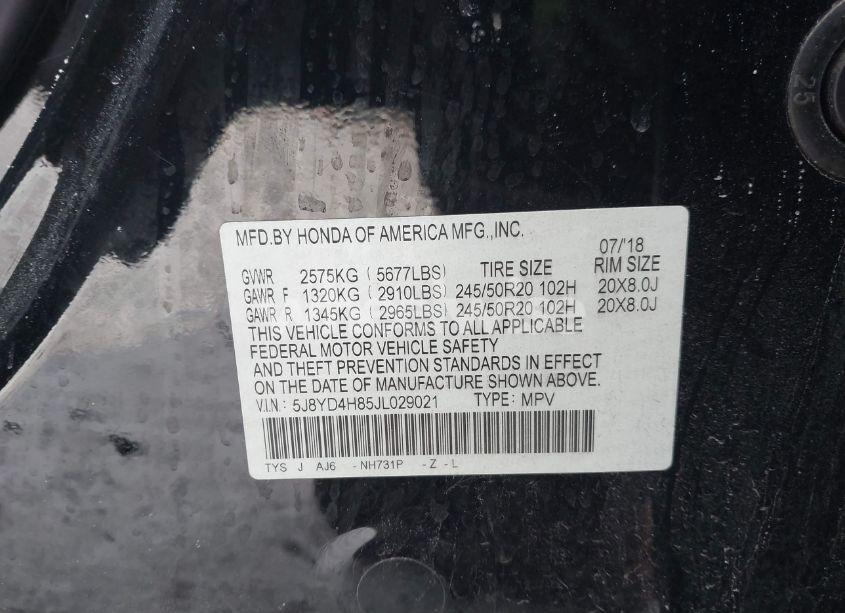 25
MFD.BY HONDA OF AMERICA MFG.,INC.
07/'18
GVWR 2575KG (5677LBS) TIRE SIZE RIM SIZE
GAWR F 1320KG (2910LBS) 245/50R20 102H 20X8.0J
GAWR R 1345KG (2965LBS) 245/50R20 102H 20X8.0J
THIS VEHICLE CONFORMS TO ALL APPLICABLE
FEDERAL MOTOR VEHICLE SAFETY
AND THEFT PREVENTION STANDARDS IN EFFECT
ON THE DATE OF MANUFACTURE SHOWN ABOVE.
V.I.N.: 5J8YD4H85JL029021 TYPE: MPV
TYS J AJ6 -NH731P -Z -L